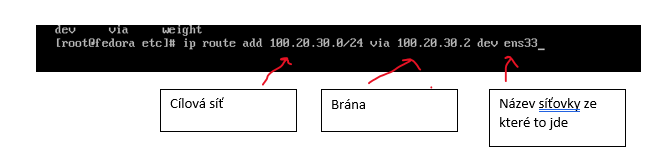 dev via weight
[root@fedora etc]# ip route add 100.20.30.0/24 via 100.20.30.2 dev ens33_
Cílová síť
Brána
Název síťovky ze
které to jde